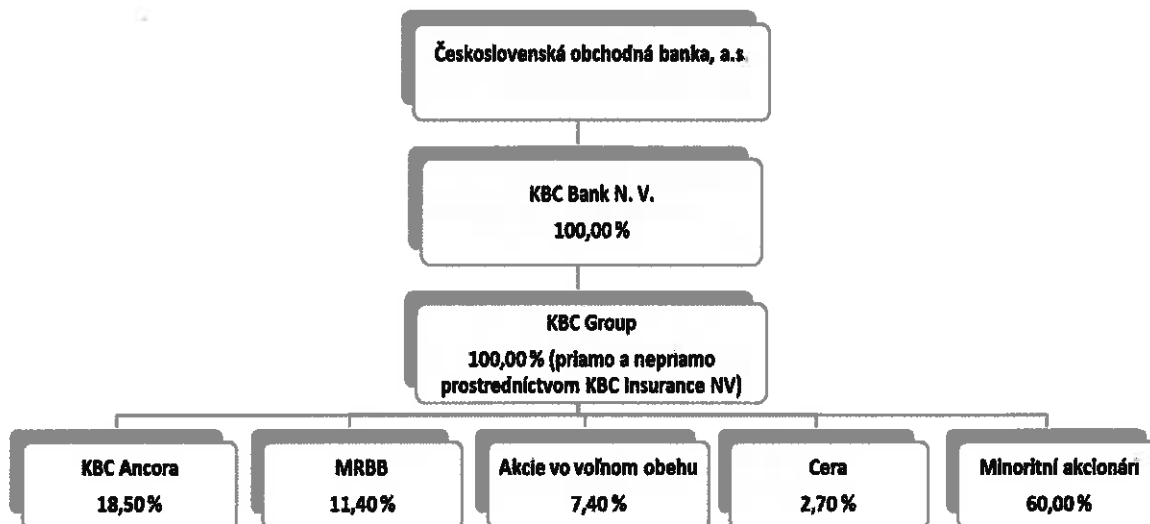 Československá obchodná banka, a.s.
KBC Bank N. V.
100,00 %
KBC Group
100,00 % (priamo a nepriamo
prostredníctvom KBC Insurance NV)
KBC Ancora
18,50 %
MRBB
11,40 %
Akcie vo voľnom obehu
7,40 %
Cera
2,70 %
Minoritní akcionári
60,00 %